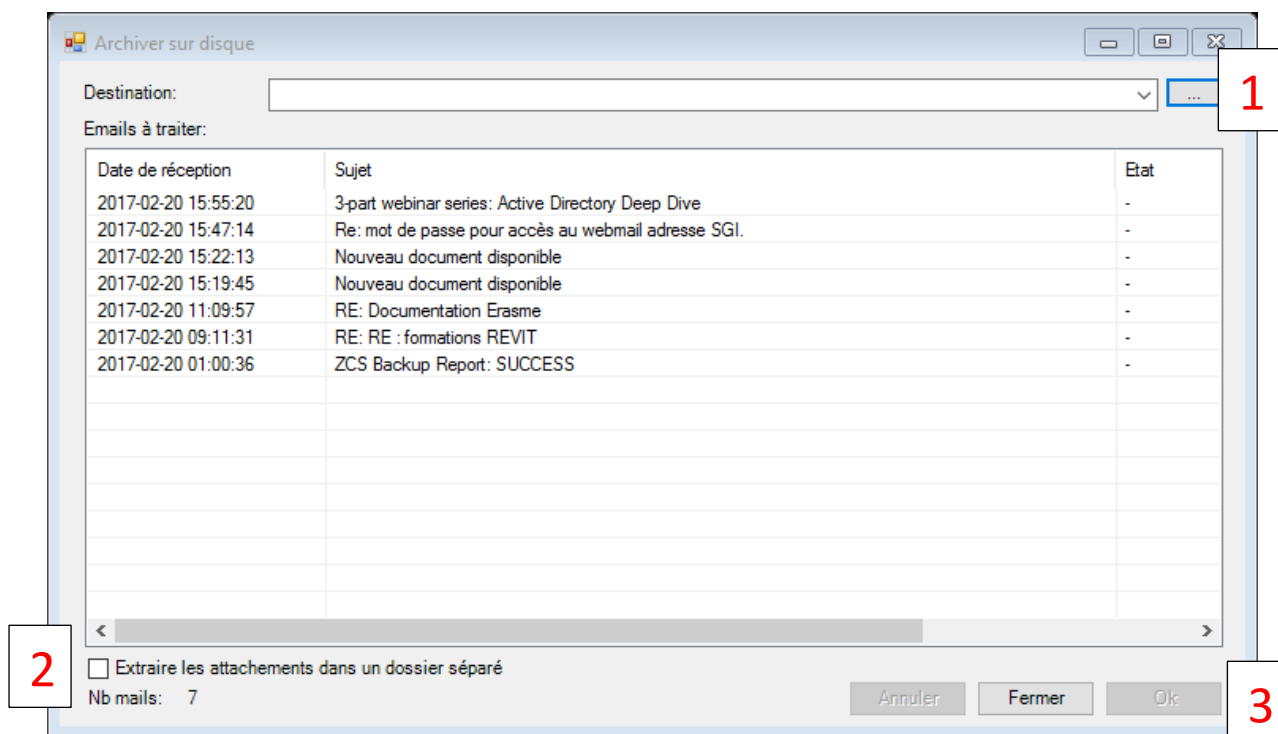 Archiver sur disque
Destination:
...
1
Emails à traiter:
Date de réception Sujet Etat
2017-02-20 15:55:20 3-part webinar series: Active Directory Deep Dive -
2017-02-20 15:47:14 Re: mot de passe pour accès au webmail adresse SGI. -
2017-02-20 15:22:13 Nouveau document disponible -
2017-02-20 15:19:45 Nouveau document disponible -
2017-02-20 11:09:57 RE: Documentation Erasme -
2017-02-20 09:11:31 RE: RE : formations REVIT -
2017-02-20 01:00:36 ZCS Backup Report: SUCCESS -
2
Extraire les attachements dans un dossier séparé
Nb mails: 7
Annuler Fermer Ok
3